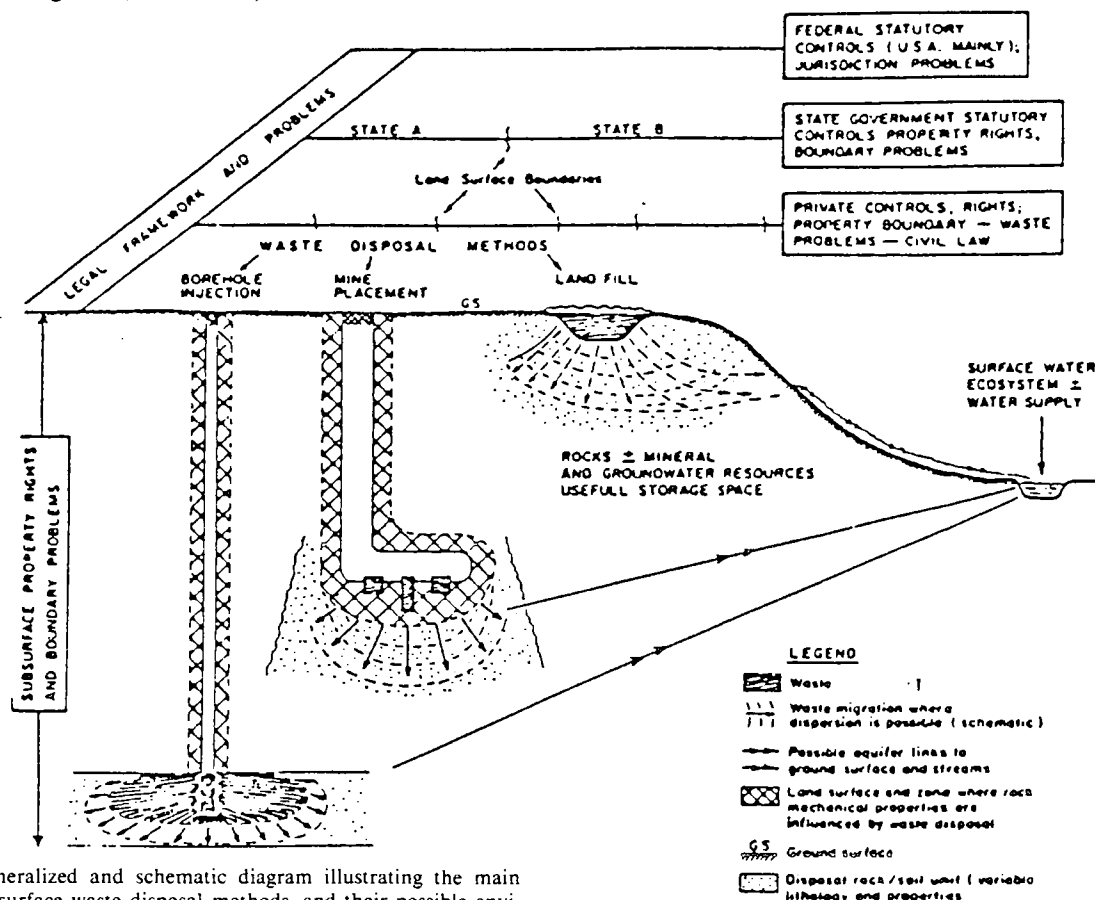 FEDERAL STATUTORY
CONTROLS (U.S.A. MAINLY);
JURISDICTION PROBLEMS
LEGAL FRAMEWORK AND PROBLEMS
STATE A
STATE B
STATE GOVERNMENT STATUTORY
CONTROLS PROPERTY RIGHTS,
BOUNDARY PROBLEMS
Land Surface Boundaries
PRIVATE CONTROLS, RIGHTS;
PROPERTY BOUNDARY — WASTE
PROBLEMS — CIVIL LAW
WASTE DISPOSAL METHODS
BOREHOLE
INJECTION
MINE
PLACEMENT
LAND FILL
GS
SURFACE WATER
ECOSYSTEM ±
WATER SUPPLY
SUBSURFACE PROPERTY RIGHTS
AND BOUNDARY PROBLEMS
ROCKS ± MINERAL
AND GROUNDWATER RESOURCES
USEFULL STORAGE SPACE
LEGEND
Waste
Waste migration where
dispersion is possible (schematic)
Possible aquifer links to
ground surface and streams
Land surface and zone where rock
mechanical properties are
influenced by waste disposal
GS Ground surface
Disposal rock/soil unit (variable
lithology and properties
neralized and schematic diagram illustrating the main
surface waste disposal methods, and their possible envi-